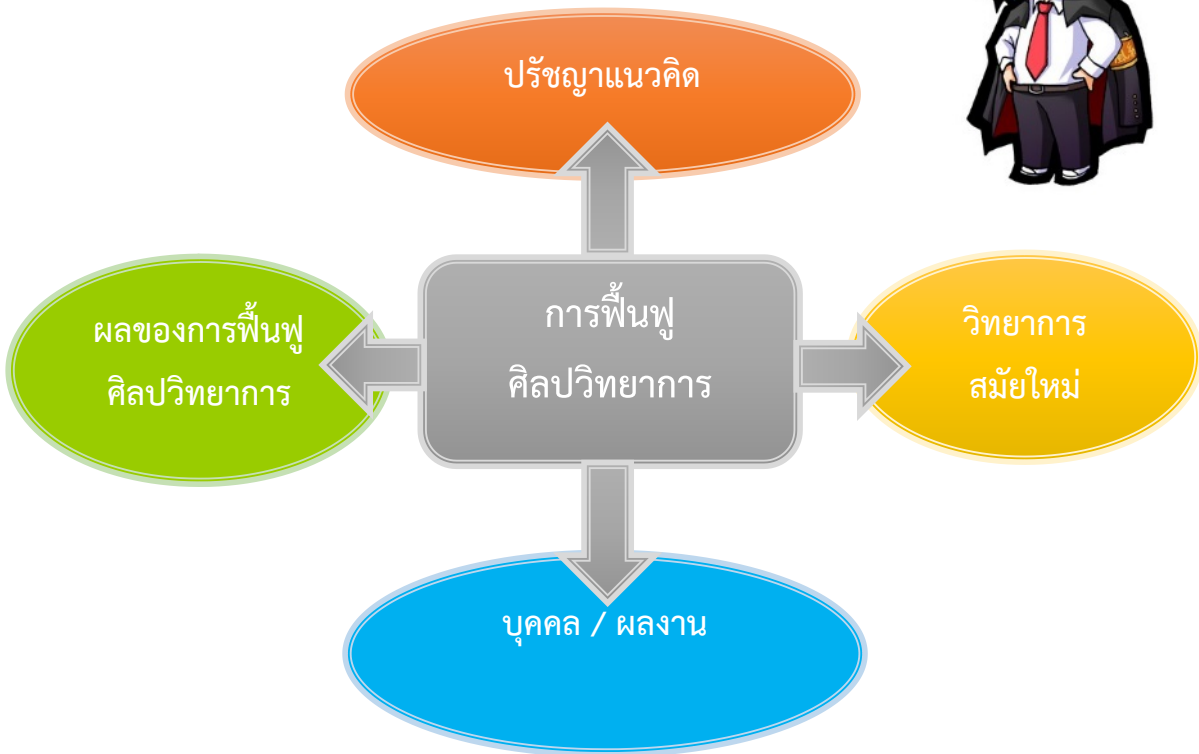 ปรัชญาแนวคิด
ผลของการฟื้นฟู
ศิลปวิทยาการ
การฟื้นฟู
ศิลปวิทยาการ
วิทยาการ
สมัยใหม่
บุคคล / ผลงาน